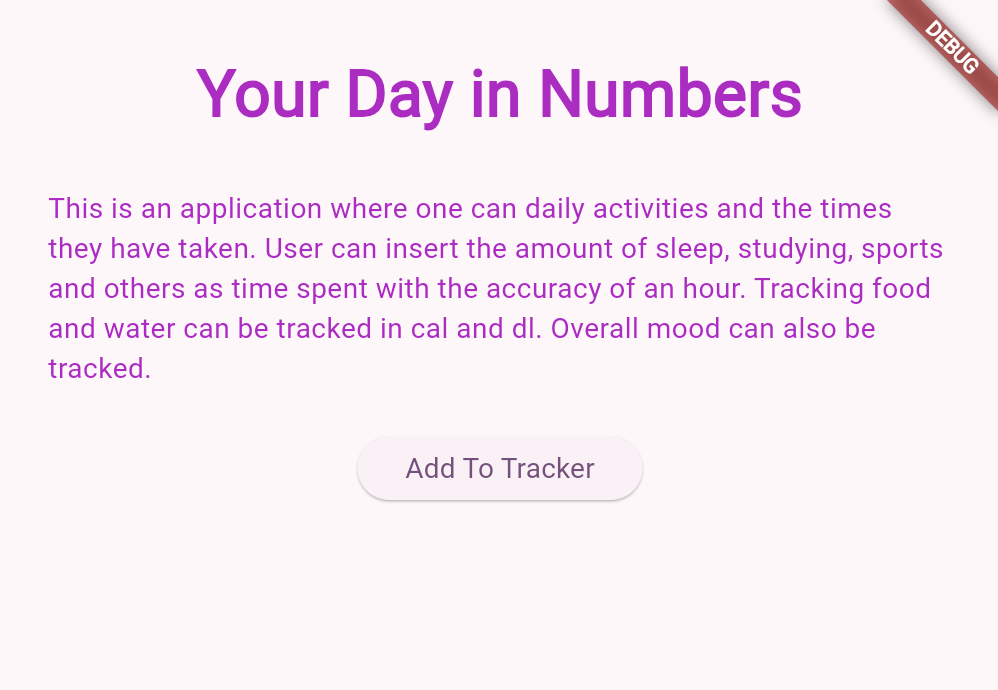 DEBUG
Your Day in Numbers
This is an application where one can daily activities and the times
they have taken. User can insert the amount of sleep, studying, sports
and others as time spent with the accuracy of an hour. Tracking food
and water can be tracked in cal and dl. Overall mood can also be
tracked.
Add To Tracker